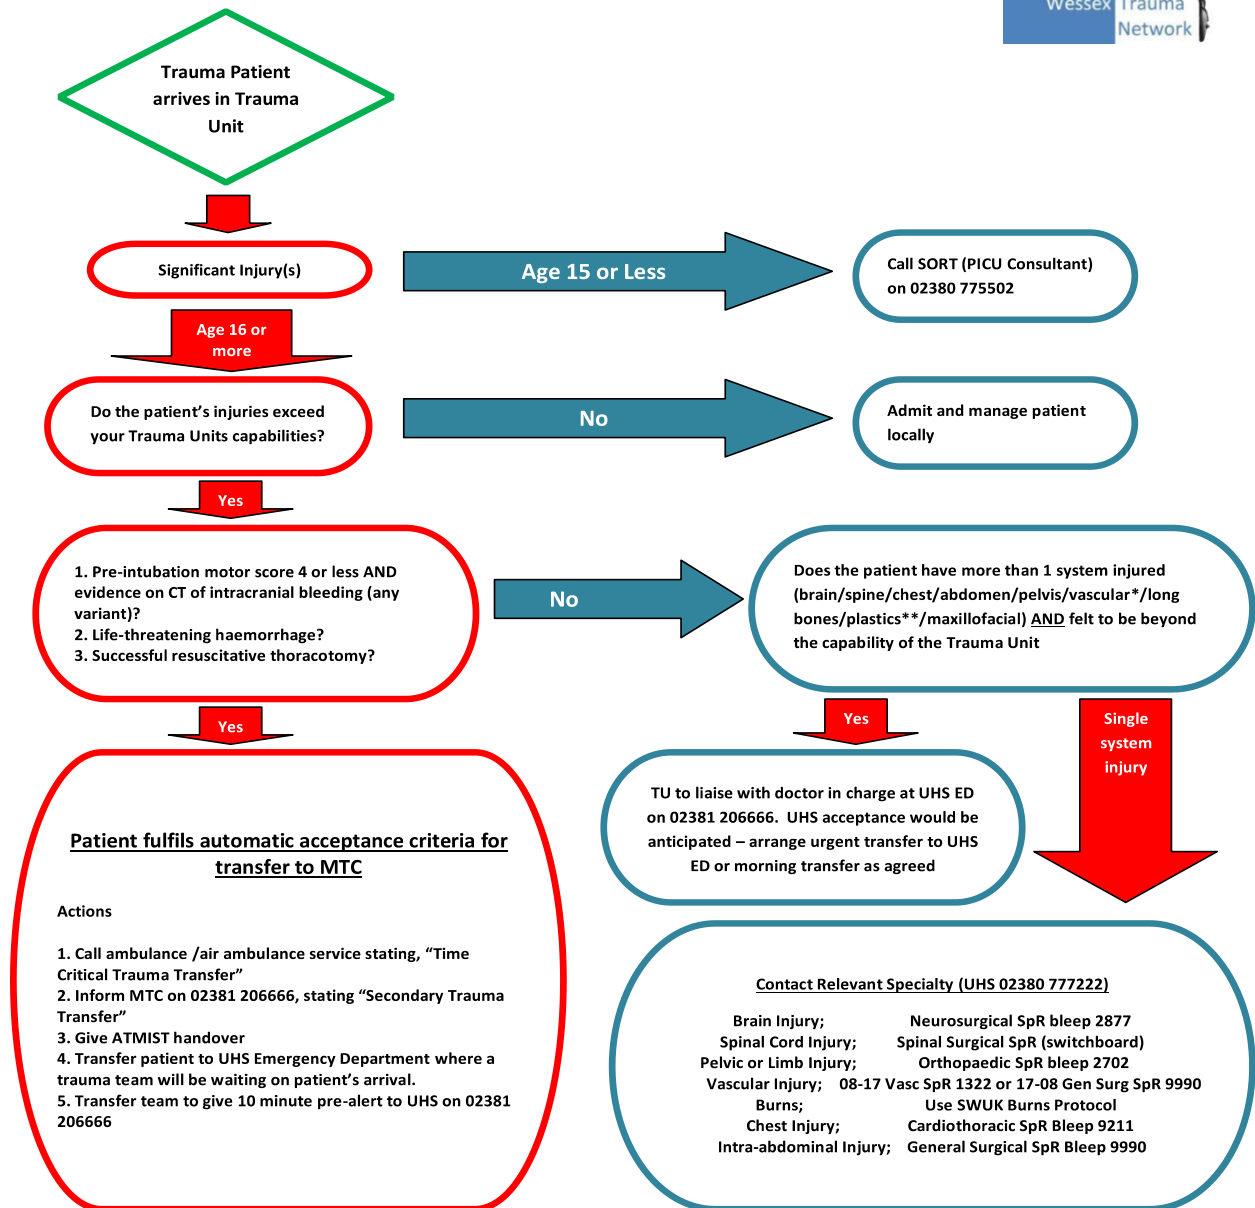 Wessex Trauma
Network
Trauma Patient
arrives in Trauma
Unit
Significant Injury(s)
Age 15 or Less
Call SORT (PICU Consultant)
on 02380 775502
Age 16 or
more
Do the patient’s injuries exceed
your Trauma Units capabilities?
No
Admit and manage patient
locally
Yes
1. Pre-intubation motor score 4 or less AND
evidence on CT of intracranial bleeding (any
variant)?
2. Life-threatening haemorrhage?
3. Successful resuscitative thoracotomy?
No
Does the patient have more than 1 system injured
(brain/spine/chest/abdomen/pelvis/vascular*/long
bones/plastics**/maxillofacial) AND felt to be beyond
the capability of the Trauma Unit
Yes
Yes
Single
system
injury
TU to liaise with doctor in charge at UHS ED
on 02381 206666.  UHS acceptance would be
anticipated – arrange urgent transfer to UHS
ED or morning transfer as agreed
Patient fulfils automatic acceptance criteria for
transfer to MTC
Actions
1. Call ambulance /air ambulance service stating, “Time
Critical Trauma Transfer”
2. Inform MTC on 02381 206666, stating “Secondary Trauma
Transfer”
3. Give ATMIST handover
4. Transfer patient to UHS Emergency Department where a
trauma team will be waiting on patient’s arrival.
5. Transfer team to give 10 minute pre-alert to UHS on 02381
206666
Contact Relevant Specialty (UHS 02380 777222)
Brain Injury; Neurosurgical SpR bleep 2877
Spinal Cord Injury; Spinal Surgical SpR (switchboard)
Pelvic or Limb Injury; Orthopaedic SpR bleep 2702
Vascular Injury; 08-17 Vasc SpR 1322 or 17-08 Gen Surg SpR 9990
Burns; Use SWUK Burns Protocol
Chest Injury; Cardiothoracic SpR Bleep 9211
Intra-abdominal Injury; General Surgical SpR Bleep 9990